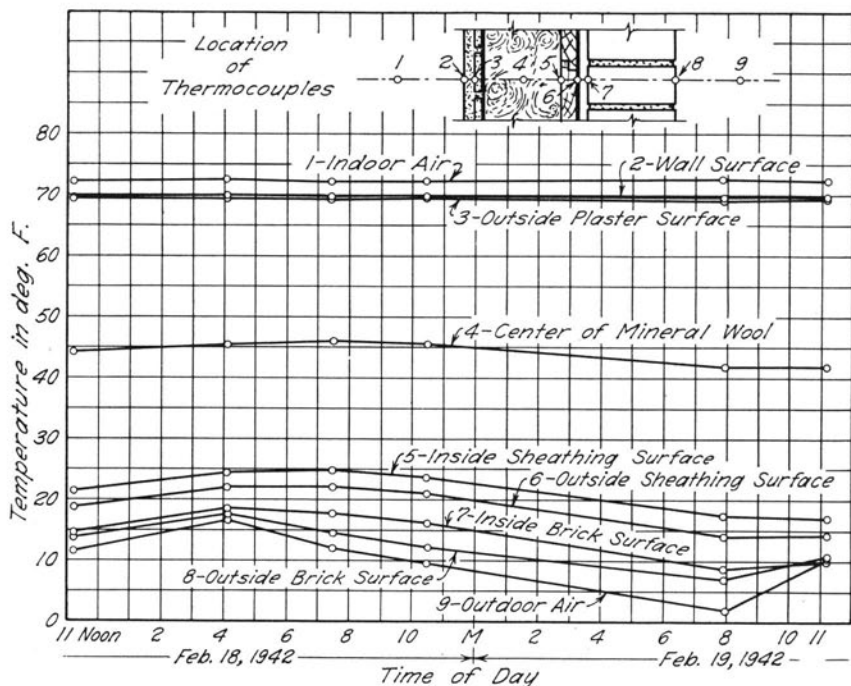 Location
of
Thermocouples
1 2 3 4 5 6 7 8 9
80
70
60
50
40
30
20
10
0
Temperature in deg. F.
1-Indoor Air
2-Wall Surface
3-Outside Plaster Surface
4-Center of Mineral Wool
5-Inside Sheathing Surface
6-Outside Sheathing Surface
7-Inside Brick Surface
8-Outside Brick Surface
9-Outdoor Air
11 Noon 2 4 6 8 10 M 2 4 6 8 10 11
Feb. 18, 1942 Feb. 19, 1942
Time of Day